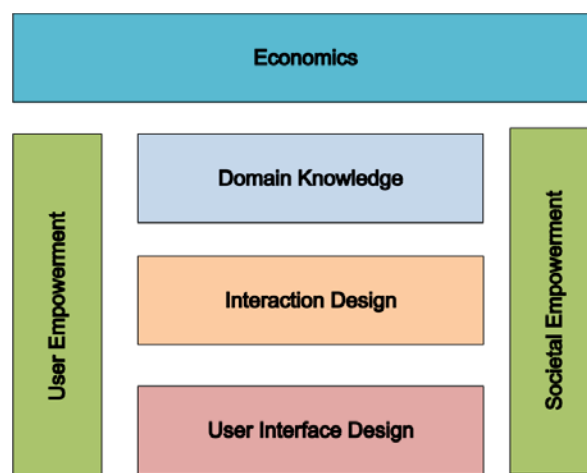 Economics
User Empowerment
Domain Knowledge
Interaction Design
User Interface Design
Societal Empowerment